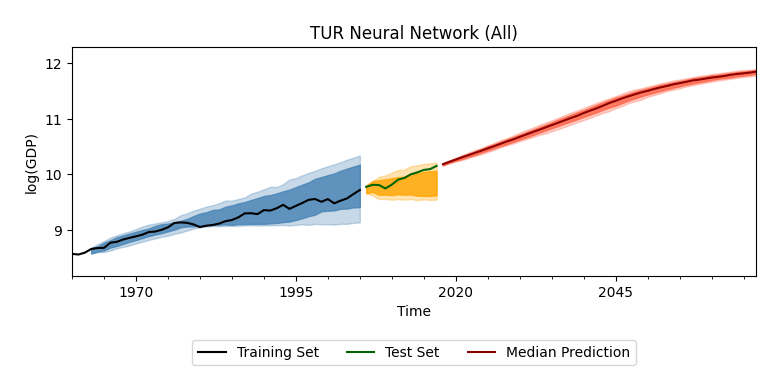 TUR Neural Network (All)
log(GDP)
12
11
10
9
1970 1995 2020 2045
Time
Training Set Test Set Median Prediction